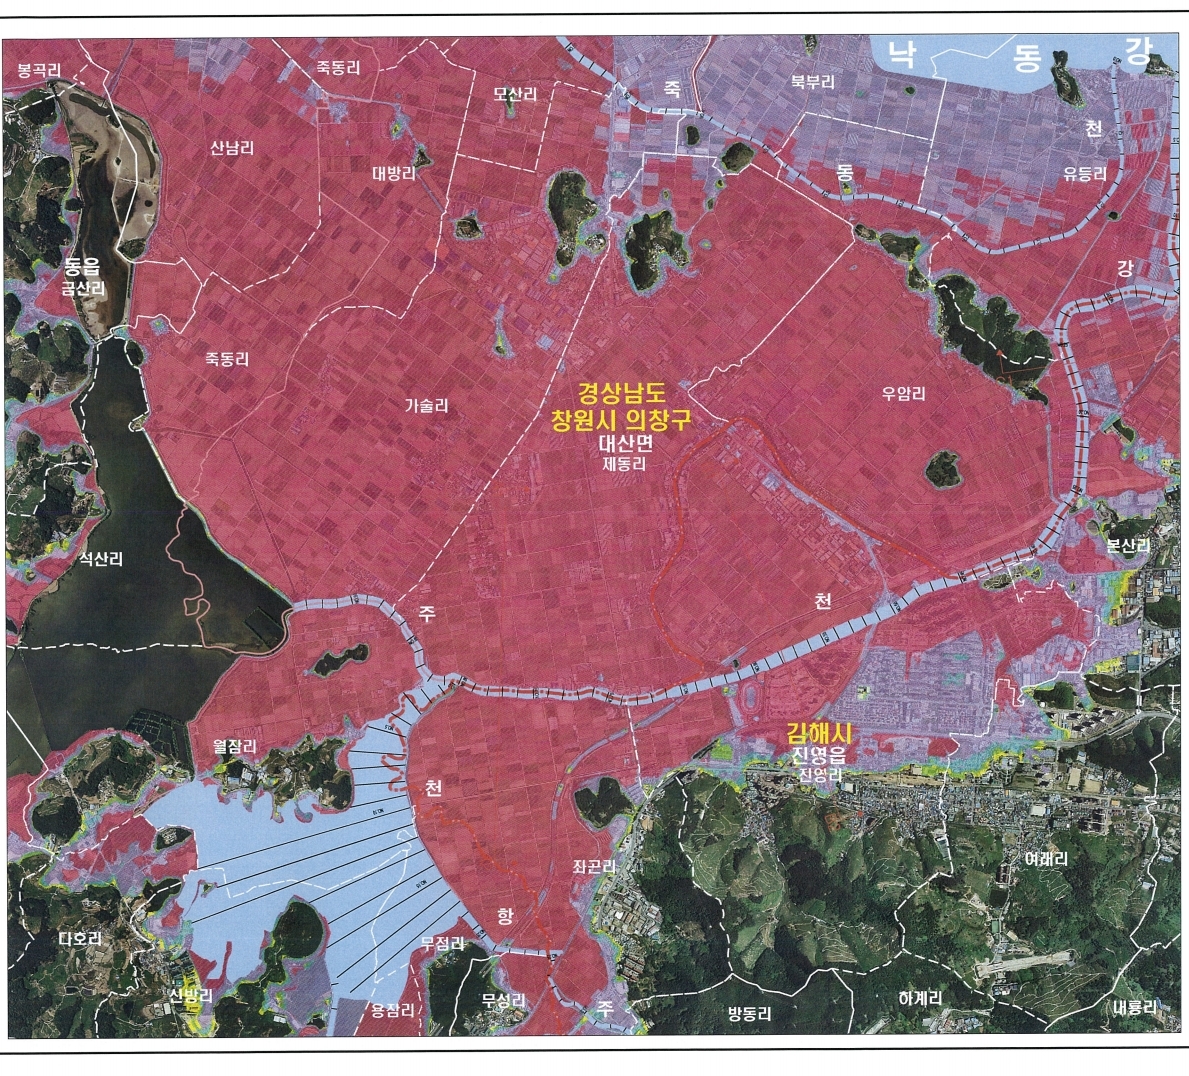 낙 동 강
봉곡리
죽동리
북부리
모산리
죽
천
산남리
대방리
동
유등리
동읍
금산리
강
죽동리
경상남도
창원시 의창구
대산면
제동리
가술리
우암리
석산리
본산리
주
천
월잠리
김해시
진영읍
진영리
천
좌곤리
여래리
항
다호리
무점리
신방리
용잠리
무성리
주
방동리
하계리
내룡리